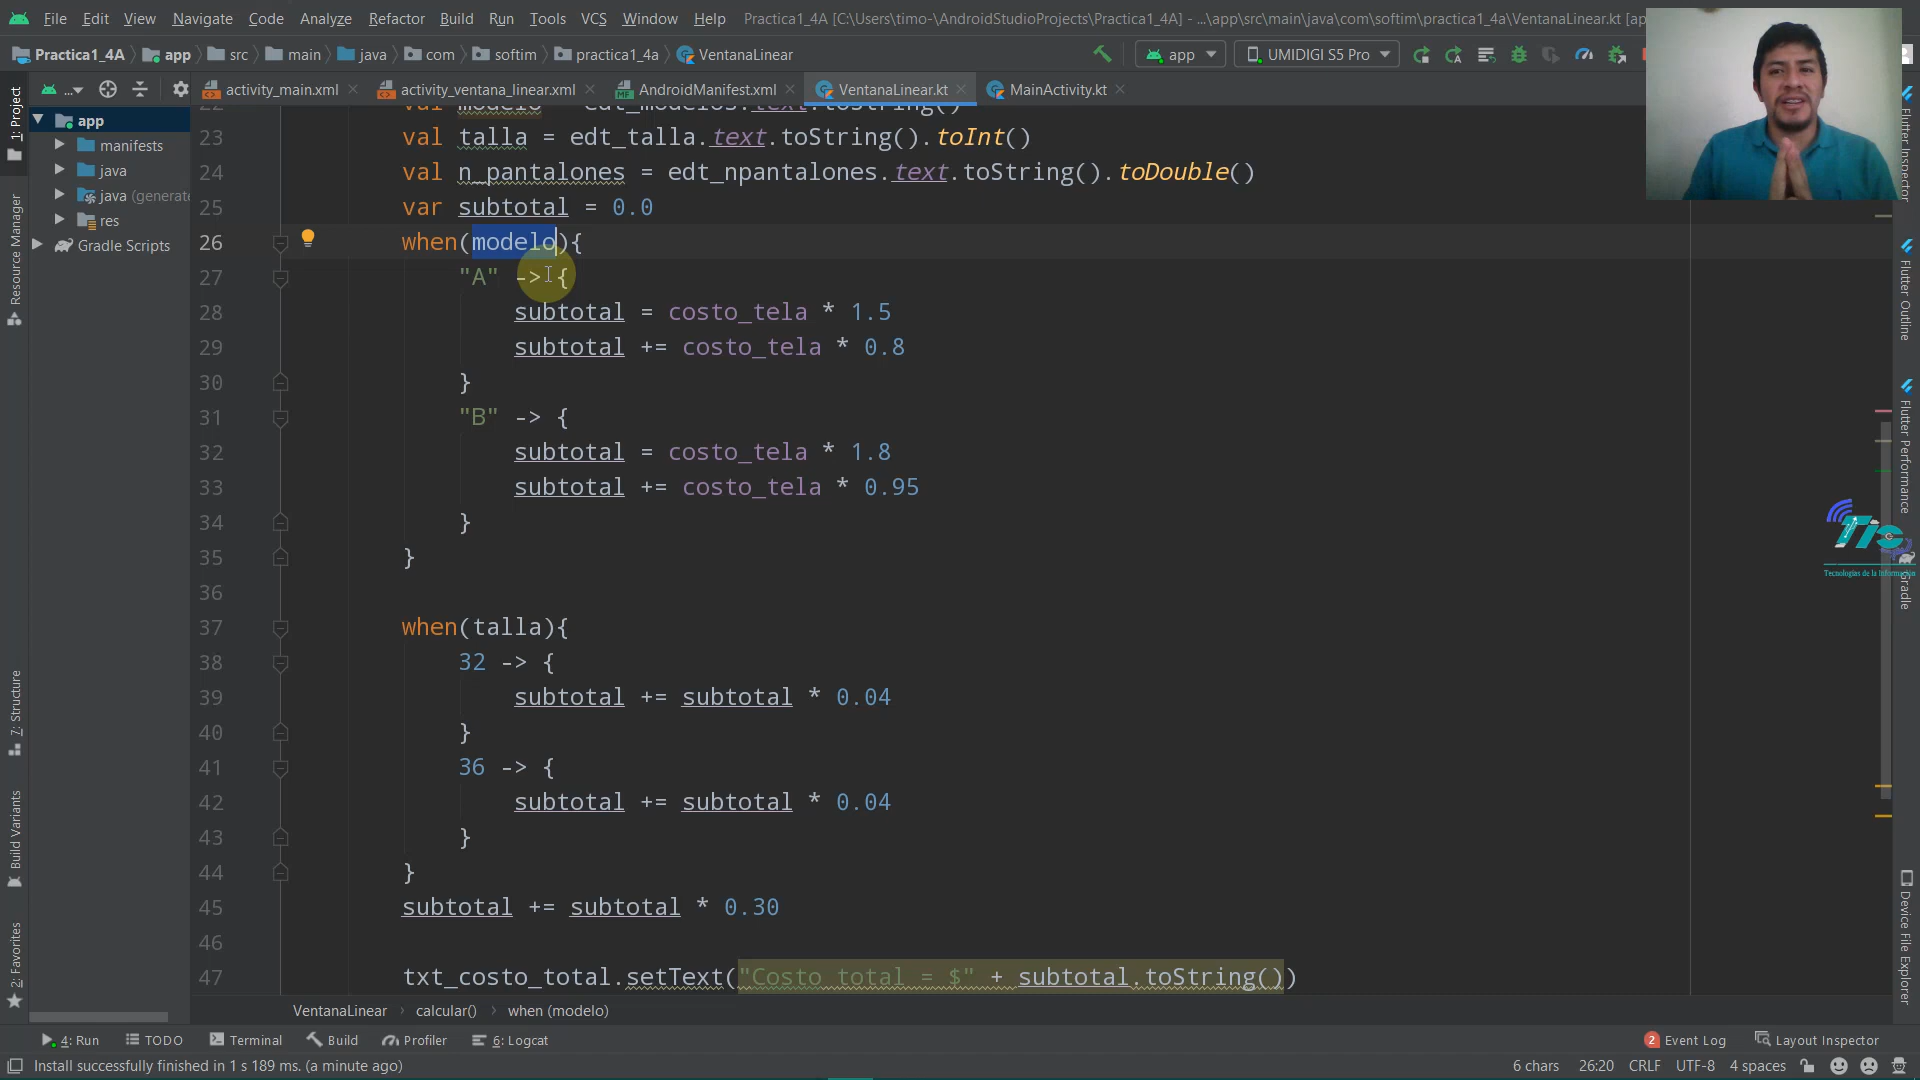 File Edit View Navigate Code Analyze Refactor Build Run Tools VCS Window Help Practica1_4A [C:\Users\timo-\AndroidStudioProjects\Practica1_4A] - ...\app\src\main\java\com\softim\practica1_4a\VentanaLinear.kt [app
Practica1_4A app src main java com softim practica1_4a VentanaLinear app UMIDIGI S5 Pro
... activity_main.xml activity_ventana_linear.xml AndroidManifest.xml VentanaLinear.kt MainActivity.kt
app
manifests
java
java (generate
res
Gradle Scripts
1: Project
Resource Manager
7: Structure
Build Variants
2: Favorites
22 val modelo = edt_modelos.text.toString()
23 val talla = edt_talla.text.toString().toInt()
24 val n_pantalones = edt_npantalones.text.toString().toDouble()
25 var subtotal = 0.0
26 when(modelo){
27 "A" -> {
28 subtotal = costo_tela * 1.5
29 subtotal += costo_tela * 0.8
30 }
31 "B" -> {
32 subtotal = costo_tela * 1.8
33 subtotal += costo_tela * 0.95
34 }
35 }
36
37 when(talla){
38 32 -> {
39 subtotal += subtotal * 0.04
40 }
41 36 -> {
42 subtotal += subtotal * 0.04
43 }
44 }
45 subtotal += subtotal * 0.30
46
47 txt_costo_total.setText("Costo total = $" + subtotal.toString())
Flutter Inspector
Flutter Outline
Flutter Performance
Gradle
Device File Explorer
TIC
Tecnologías de la Información
VentanaLinear › calcular() › when (modelo)
4: Run TODO Terminal Build Profiler 6: Logcat 2 Event Log Layout Inspector
Install successfully finished in 1 s 189 ms. (a minute ago) 6 chars 26:20 CRLF UTF-8 4 spaces